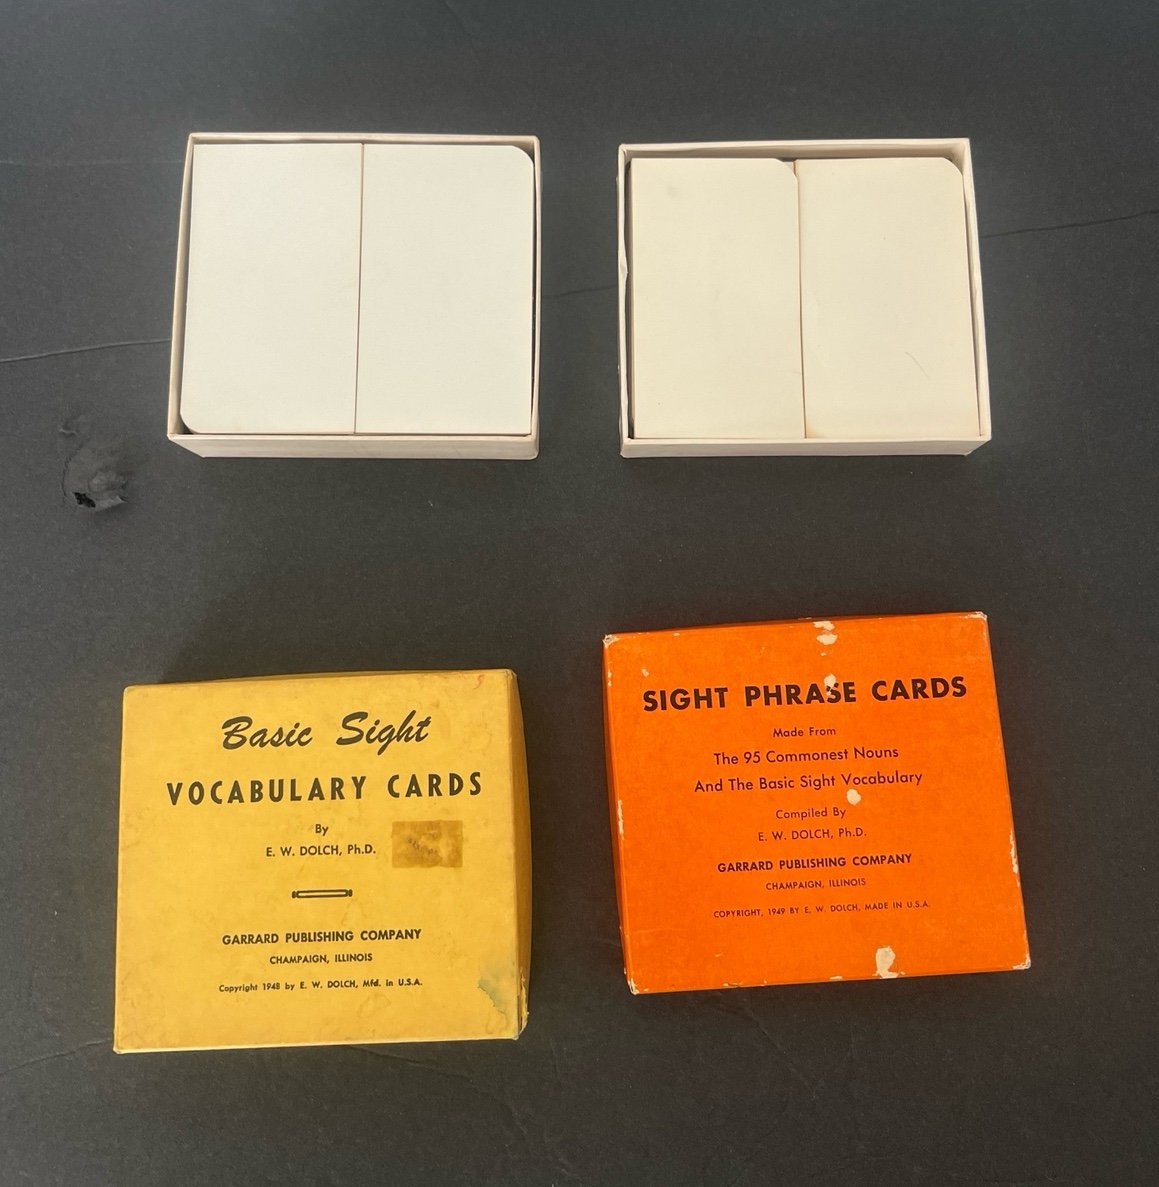 Basic Sight
VOCABULARY CARDS
By
E. W. DOLCH, Ph.D.
GARRARD PUBLISHING COMPANY
CHAMPAIGN, ILLINOIS
Copyright 1948 by E. W. DOLCH, Mfd. in U.S.A.
SIGHT PHRASE CARDS
Made From
The 95 Commonest Nouns
And The Basic Sight Vocabulary
Compiled By
E. W. DOLCH, Ph.D.
GARRARD PUBLISHING COMPANY
CHAMPAIGN, ILLINOIS
COPYRIGHT, 1949 BY E. W. DOLCH, MADE IN U.S.A.